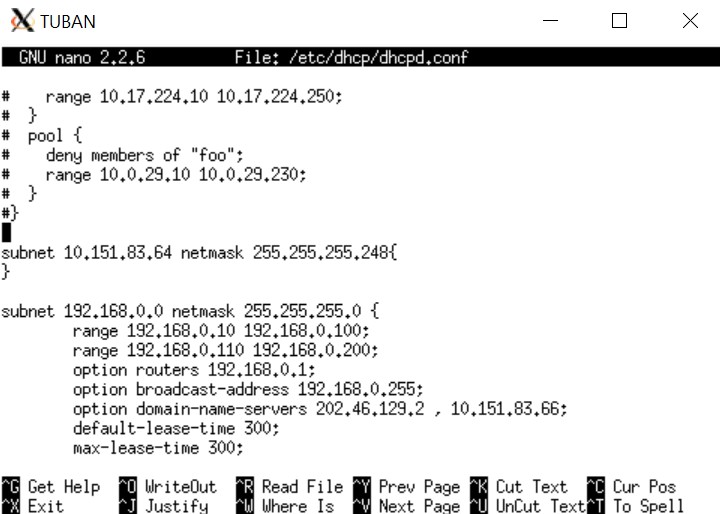 TUBAN
GNU nano 2.2.6 File: /etc/dhcp/dhcpd.conf
# range 10.17.224.10 10.17.224.250;
# }
# pool {
# deny members of "foo";
# range 10.0.29.10 10.0.29.230;
# }
#}
subnet 10.151.83.64 netmask 255.255.255.248{
}
subnet 192.168.0.0 netmask 255.255.255.0 {
range 192.168.0.10 192.168.0.100;
range 192.168.0.110 192.168.0.200;
option routers 192.168.0.1;
option broadcast-address 192.168.0.255;
option domain-name-servers 202.46.129.2 , 10.151.83.66;
default-lease-time 300;
max-lease-time 300;
^G Get Help ^O WriteOut ^R Read File ^Y Prev Page ^K Cut Text ^C Cur Pos
^X Exit ^J Justify ^W Where Is ^V Next Page ^U UnCut Text ^T To Spell